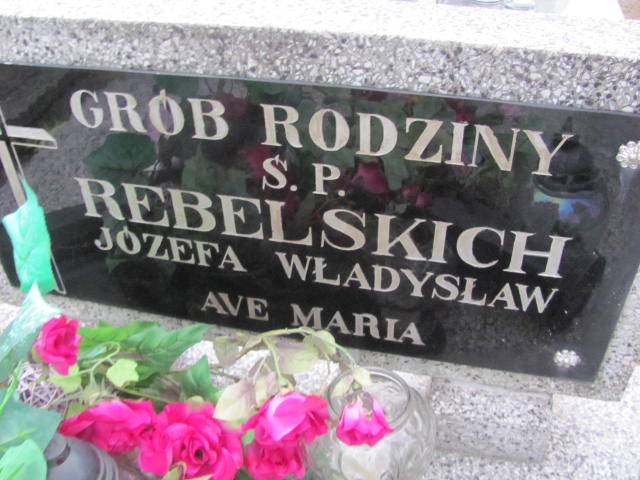 GRÓB RODZINY
Ś.P.
REBELSKICH
JÓZEFA WŁADYSŁAW
AVE MARIA